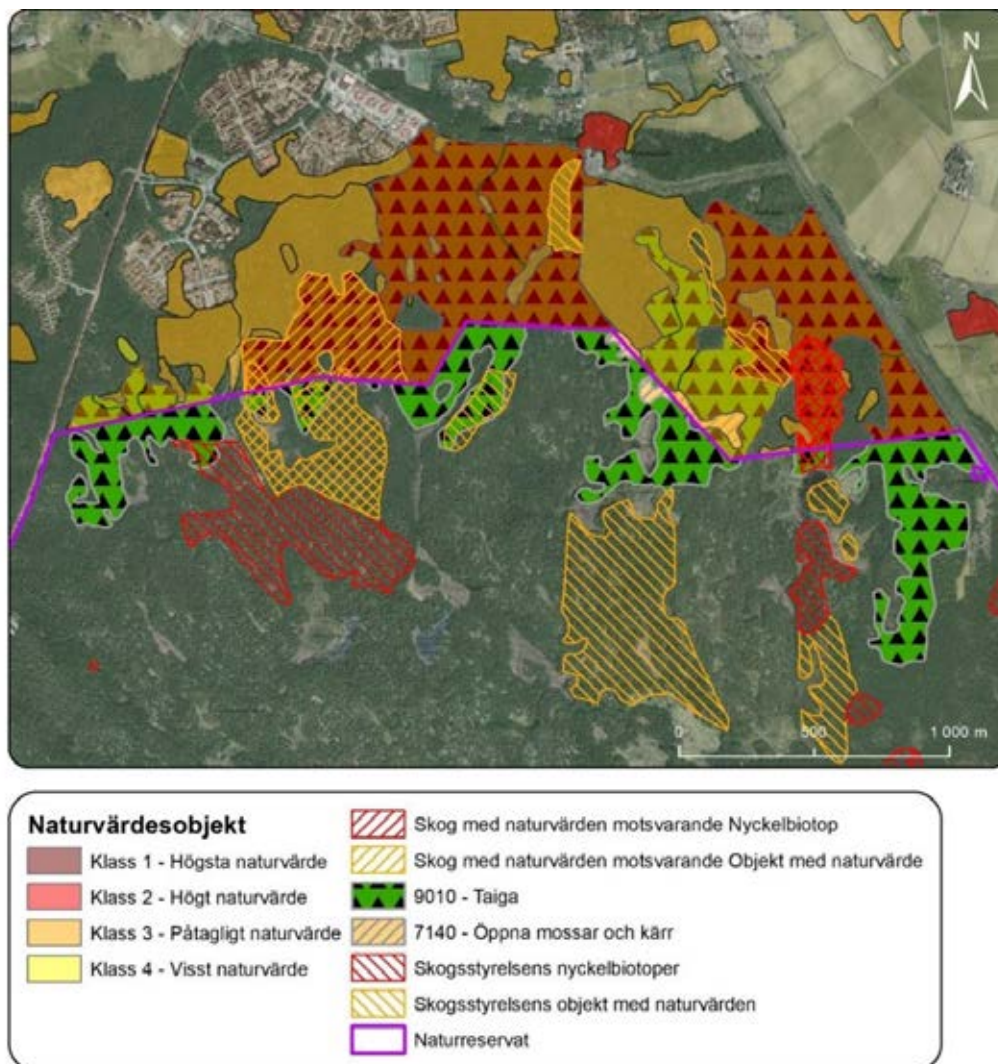 N
0 500 1 000 m
Naturvärdesobjekt
Klass 1 - Högsta naturvärde
Klass 2 - Högt naturvärde
Klass 3 - Påtagligt naturvärde
Klass 4 - Visst naturvärde
Skog med naturvärden motsvarande Nyckelbiotop
Skog med naturvärden motsvarande Objekt med naturvärde
9010 - Taiga
7140 - Öppna mossar och kärr
Skogsstyrelsens nyckelbiotoper
Skogsstyrelsens objekt med naturvärden
Naturreservat